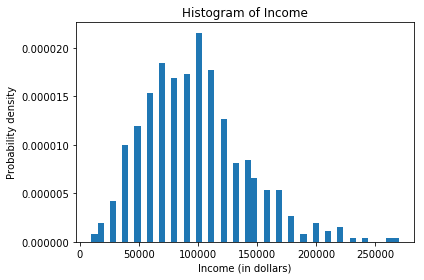 Histogram of Income
0.000020
0.000015
0.000010
0.000005
0.000000
Probability density
0 50000 100000 150000 200000 250000
Income (in dollars)